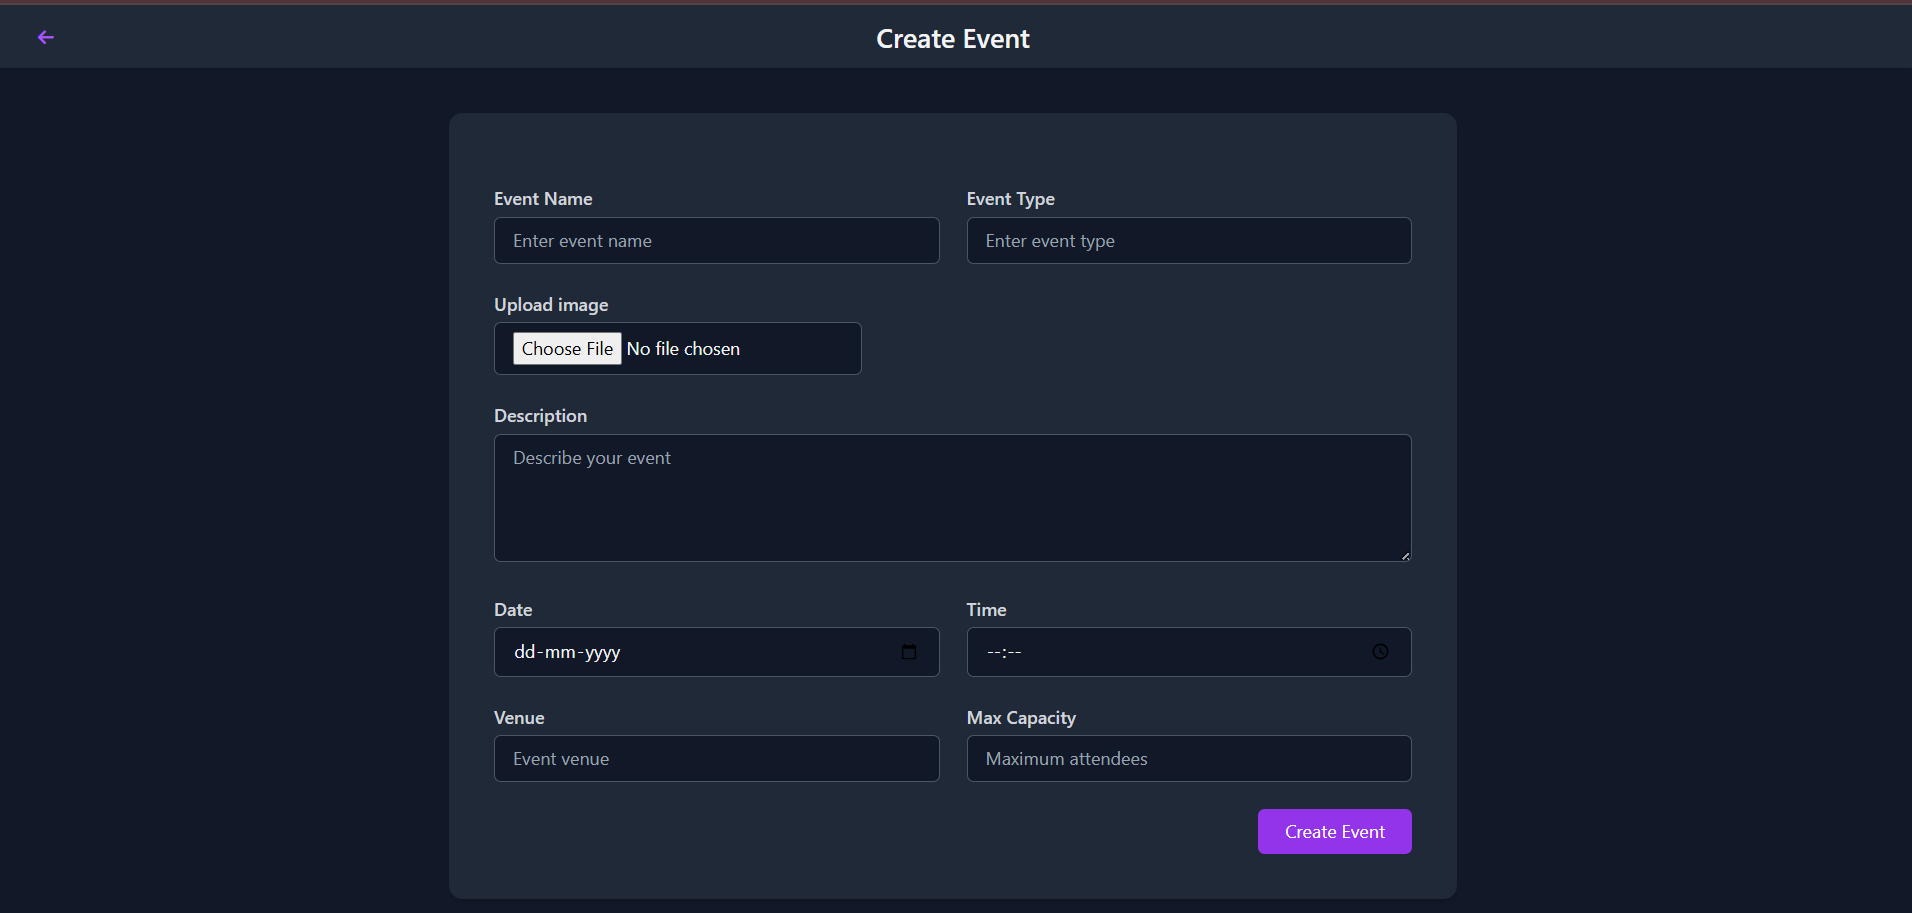 Create Event
Event Name
Event Type
Enter event name
Enter event type
Upload image
Choose File No file chosen
Description
Describe your event
Date
Time
dd-mm-yyyy
--:--
Venue
Max Capacity
Event venue
Maximum attendees
Create Event